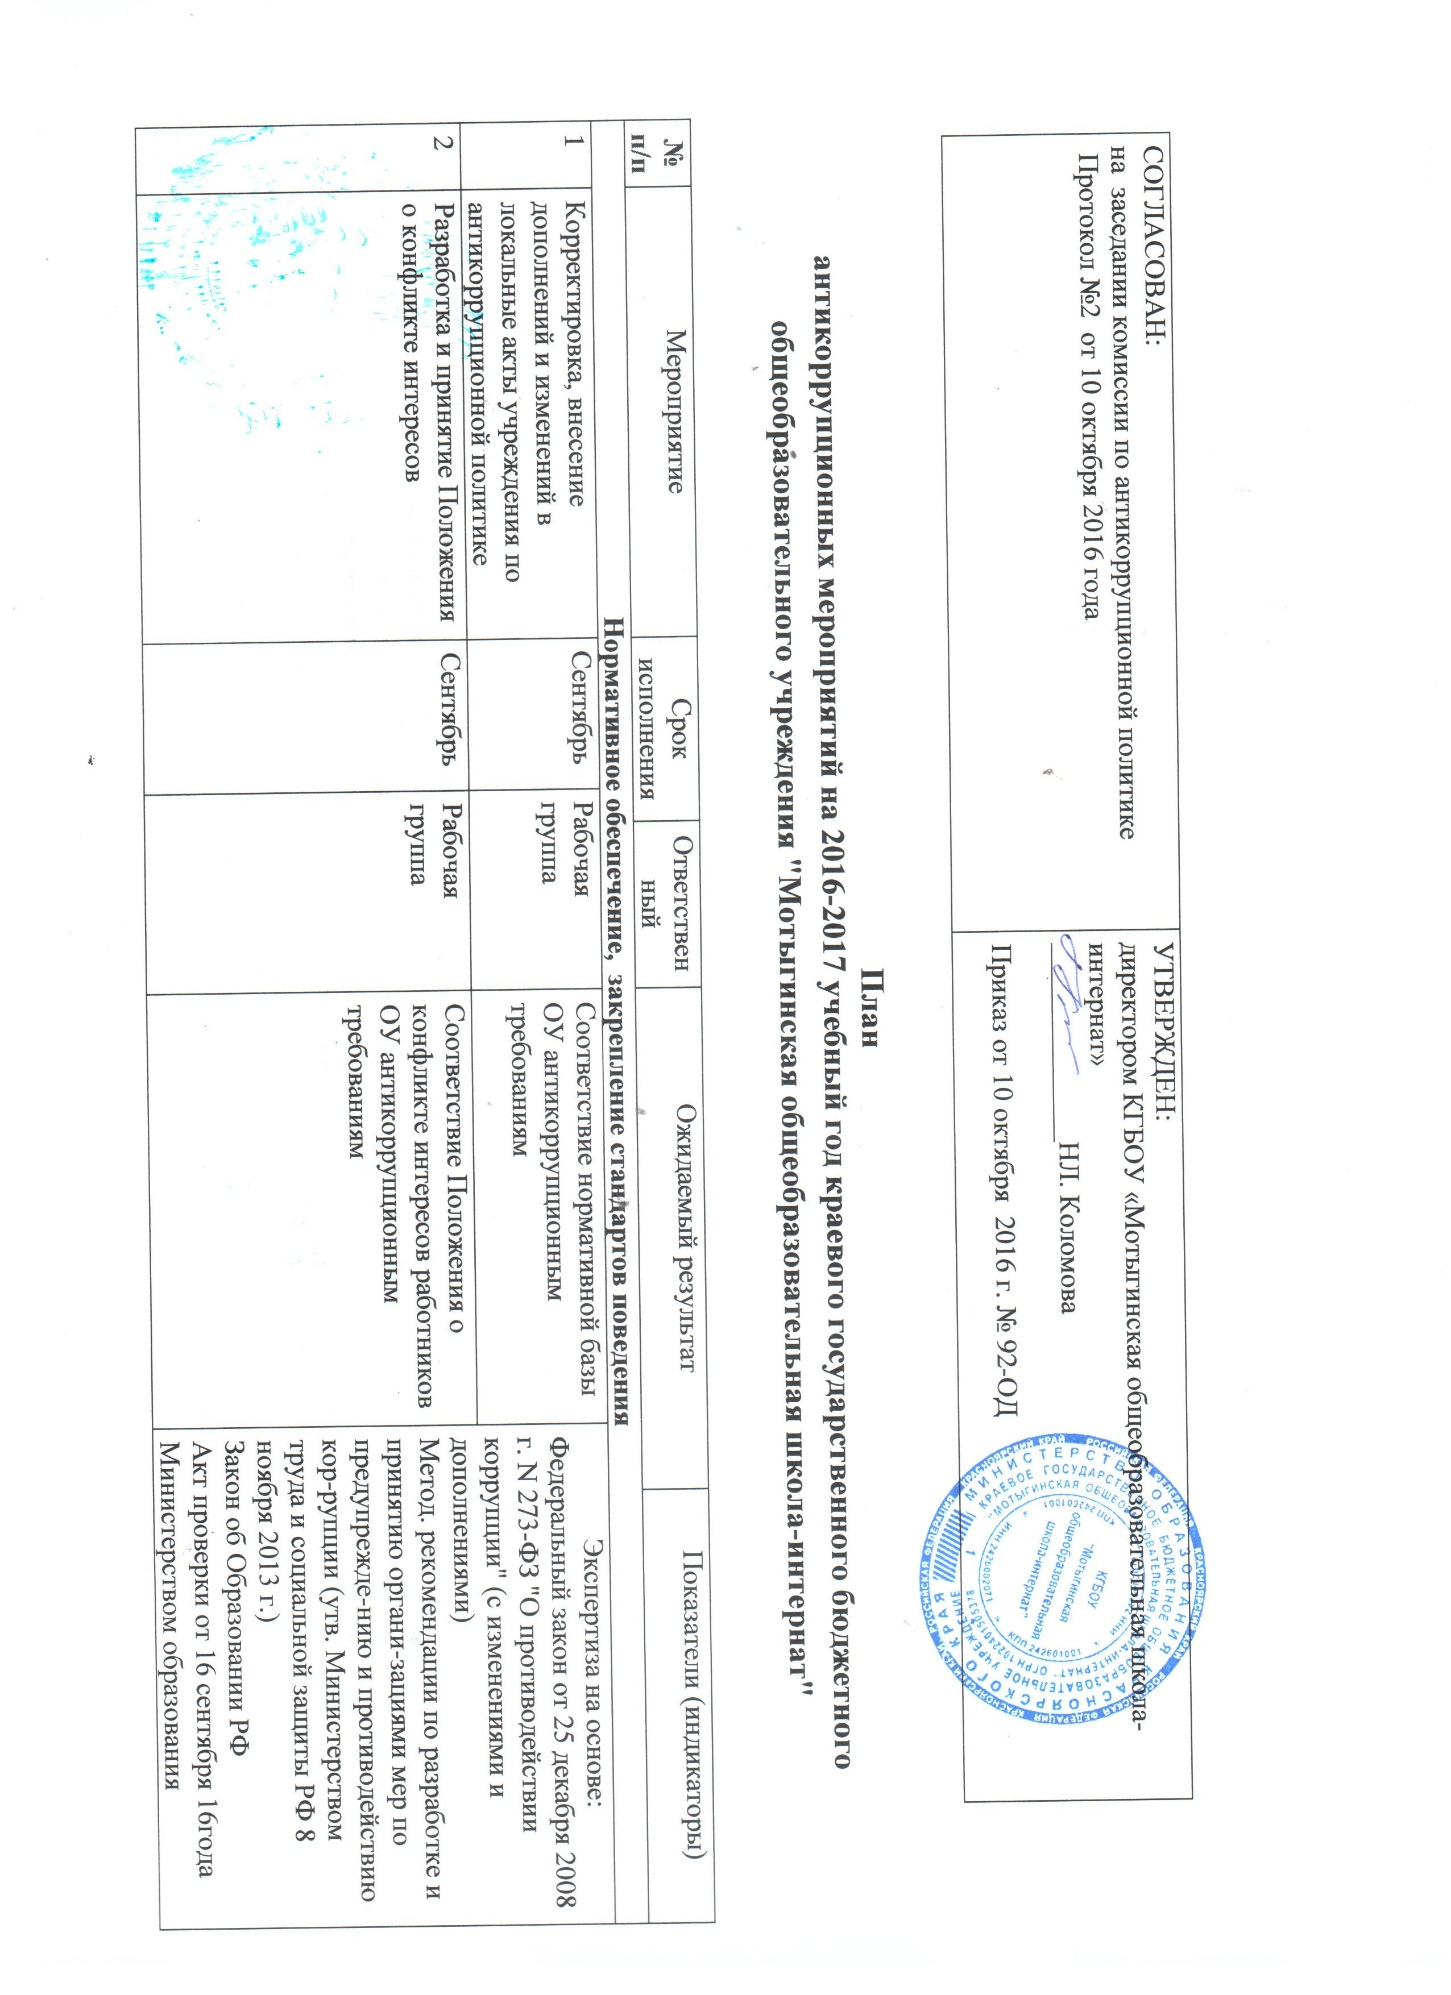 СОГЛАСОВАН:
на заседании комиссии по антикоррупционной политике
Протокол №2 от 10 октября 2016 года
УТВЕРЖДЕН:
директором КГБОУ «Мотыгинская общеобразовательная школа-
интернат»
НЛ. Коломова
Приказ от 10 октября 2016 г. № 92-ОД
КГБОУ
"Мотыгинская
общеобразовательная
школа-интернат"
План
антикоррупционных мероприятий на 2016-2017 учебный год краевого государственного бюджетного
общеобразовательного учреждения "Мотыгинская общеобразовательная школа-интернат"
№
п/п
Мероприятие
Срок
исполнения
Ответствен
ный
Ожидаемый результат
Показатели (индикаторы)
Нормативное обеспечение, закрепление стандартов поведения
1
Корректировка, внесение
дополнений и изменений в
локальные акты учреждения по
антикоррупционной политике
Сентябрь
Рабочая
группа
Соответствие нормативной базы
ОУ антикоррупционным
требованиям
2
Разработка и принятие Положения
о конфликте интересов
Сентябрь
Рабочая
группа
Соответствие Положения о
конфликте интересов работников
ОУ антикоррупционным
требованиям
Экспертиза на основе:
Федеральный закон от 25 декабря 2008
г. N 273-ФЗ "О противодействии
коррупции" (с изменениями и
дополнениями)
Метод. рекомендации по разработке и
принятию органи-зациями мер по
предупрежде-нию и противодействию
кор-рупции (утв. Министерством
труда и социальной защиты РФ 8
ноября 2013 г.)
Закон об Образовании РФ
Акт проверки от 16 сентября 16года
Министерством образования